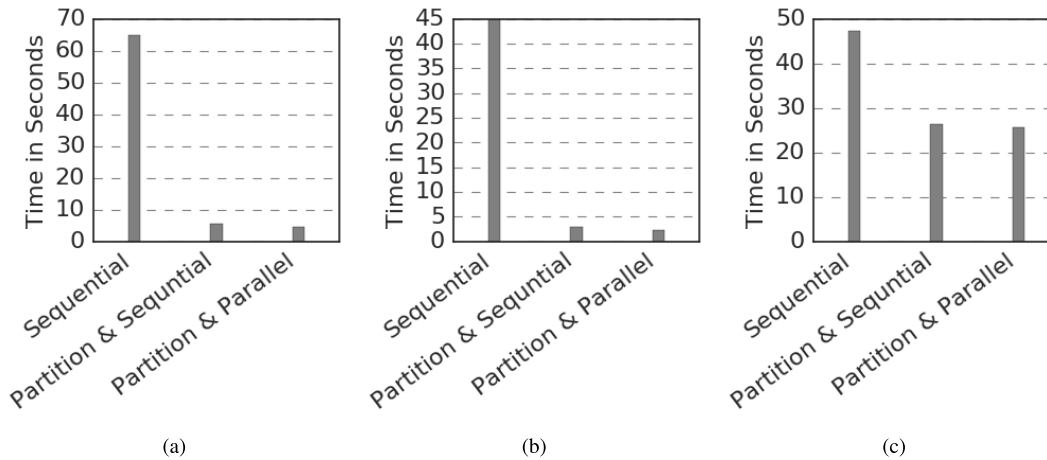 70
60
50
40
30
20
10
0
Time in Seconds
Sequential
Partition & Sequntial
Partition & Parallel
(a)
45
40
35
30
25
20
15
10
5
0
Time in Seconds
Sequential
Partition & Sequntial
Partition & Parallel
(b)
50
40
30
20
10
0
Time in Seconds
Sequential
Partition & Sequntial
Partition & Parallel
(c)